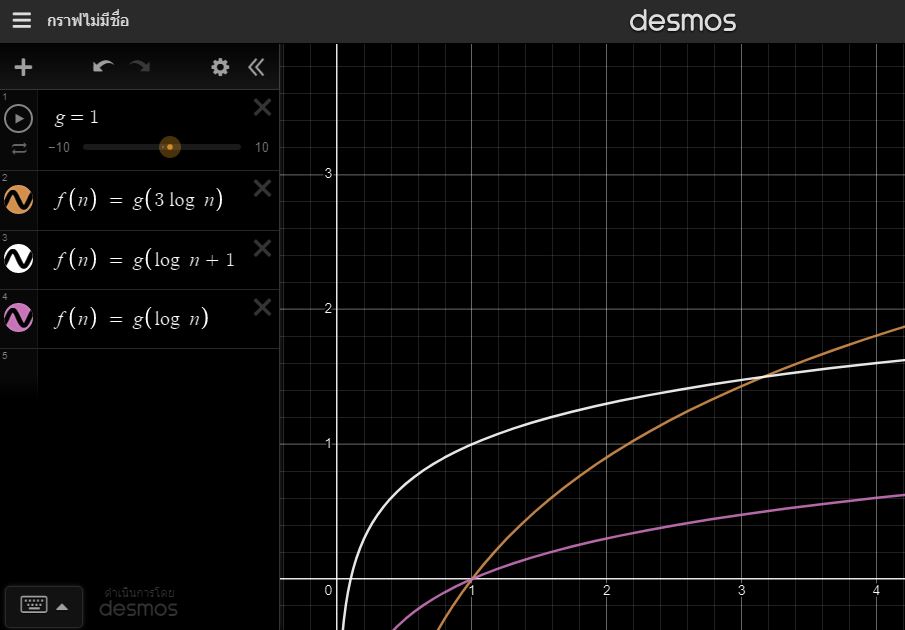 กราฟไม่มีชื่อ
desmos
1
g = 1
−10
10
2
f(n) = g(3 log n)
3
f(n) = g(log n + 1
4
f(n) = g(log n)
5
ดำเนินการโดย
desmos
3
2
1
0
1
2
3
4